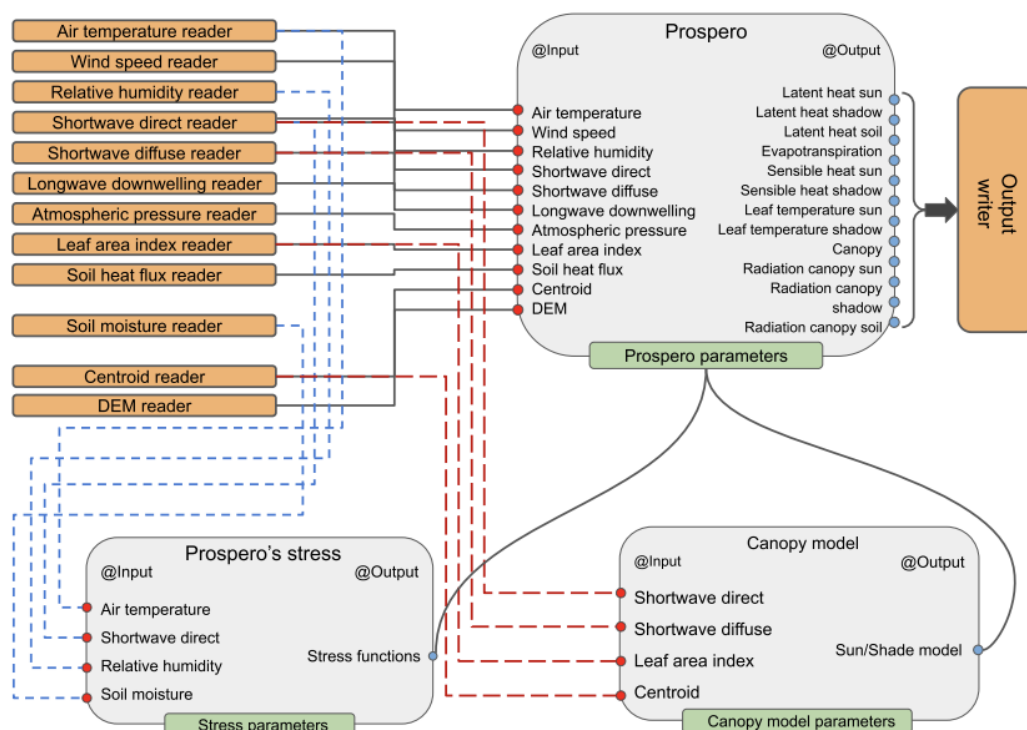 Air temperature reader
Wind speed reader
Relative humidity reader
Shortwave direct reader
Shortwave diffuse reader
Longwave downwelling reader
Atmospheric pressure reader
Leaf area index reader
Soil heat flux reader
Soil moisture reader
Centroid reader
DEM reader
Prospero
@Input
@Output
Air temperature
Wind speed
Relative humidity
Shortwave direct
Shortwave diffuse
Longwave downwelling
Atmospheric pressure
Leaf area index
Soil heat flux
Centroid
DEM
Latent heat sun
Latent heat shadow
Latent heat soil
Evapotranspiration
Sensible heat sun
Sensible heat shadow
Leaf temperature sun
Leaf temperature shadow
Canopy
Radiation canopy sun
Radiation canopy
shadow
Radiation canopy soil
Prospero parameters
Output
writer
Prospero's stress
@Input
@Output
Air temperature
Shortwave direct
Relative humidity
Soil moisture
Stress functions
Stress parameters
Canopy model
@Input
@Output
Shortwave direct
Shortwave diffuse
Leaf area index
Centroid
Sun/Shade model
Canopy model parameters